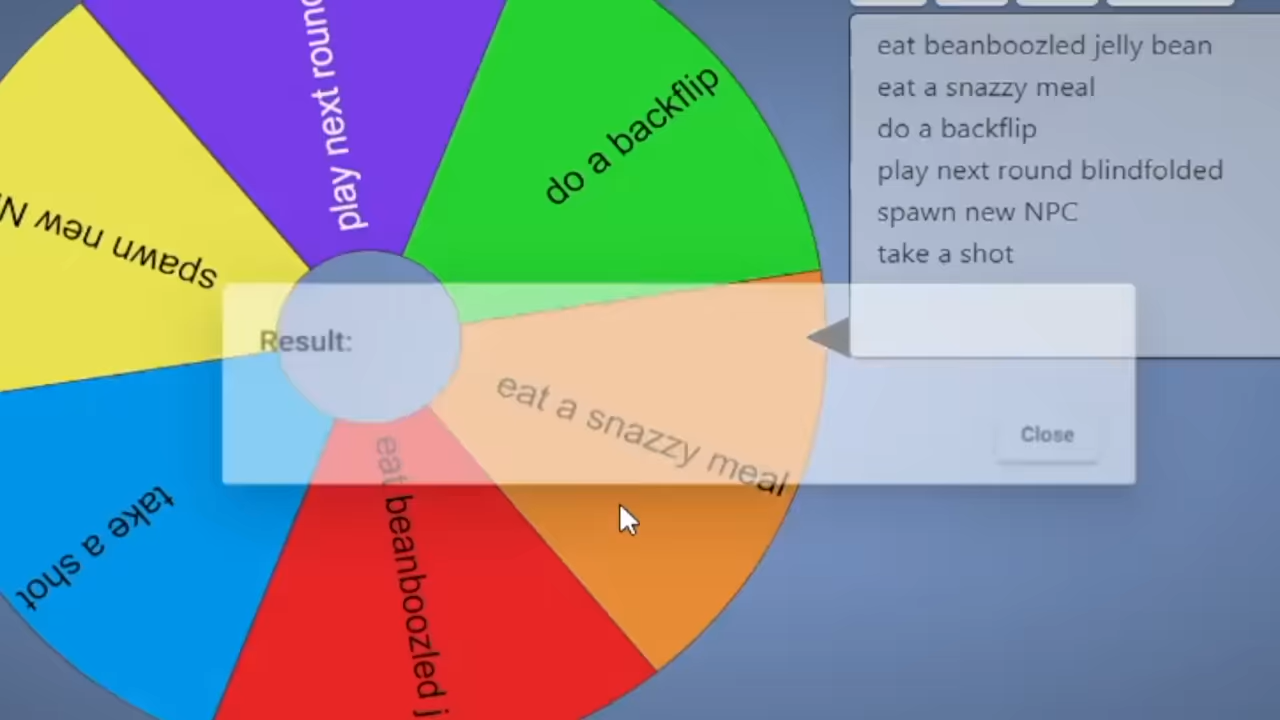 eat beanboozled jelly bean
eat a snazzy meal
do a backflip
play next round blindfolded
spawn new NPC
take a shot
play next round
do a backflip
spawn new N
Result:
eat a snazzy meal
Close
eat beanboozled j
take a shot